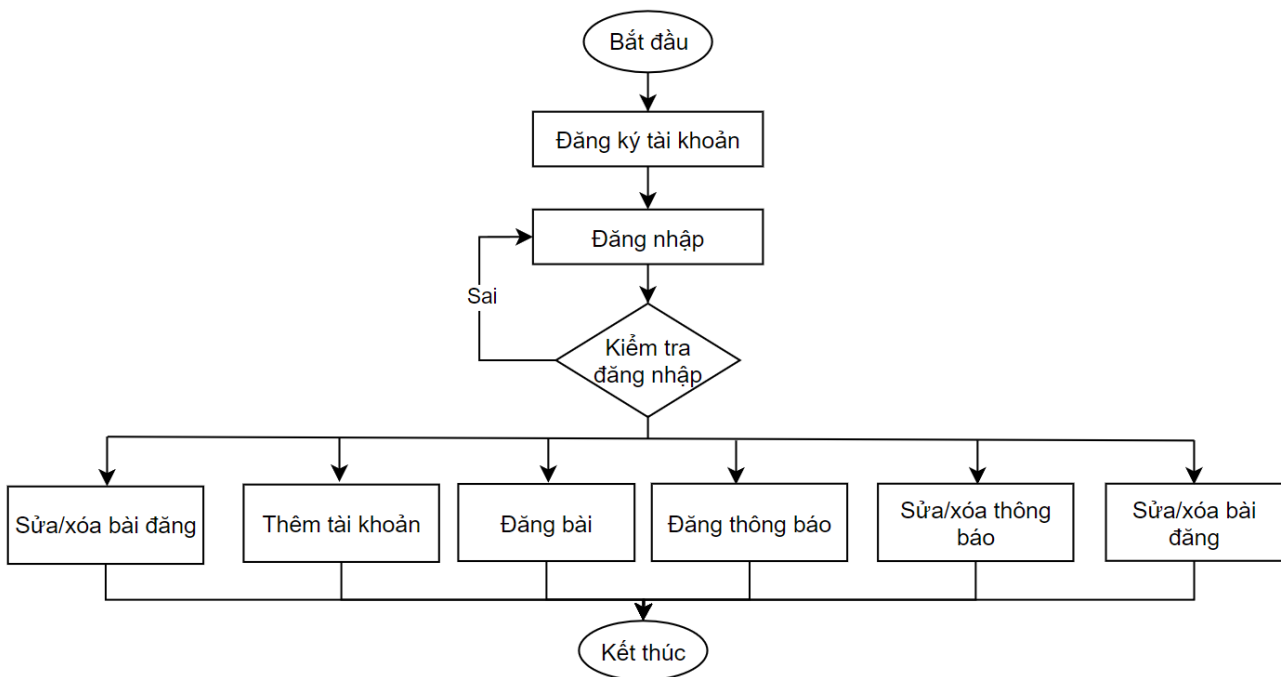 Bắt đầu
Đăng ký tài khoản
Đăng nhập
Sai
Kiểm tra
đăng nhập
Sửa/xóa bài đăng
Thêm tài khoản
Đăng bài
Đăng thông báo
Sửa/xóa thông
báo
Sửa/xóa bài
đăng
Kết thúc